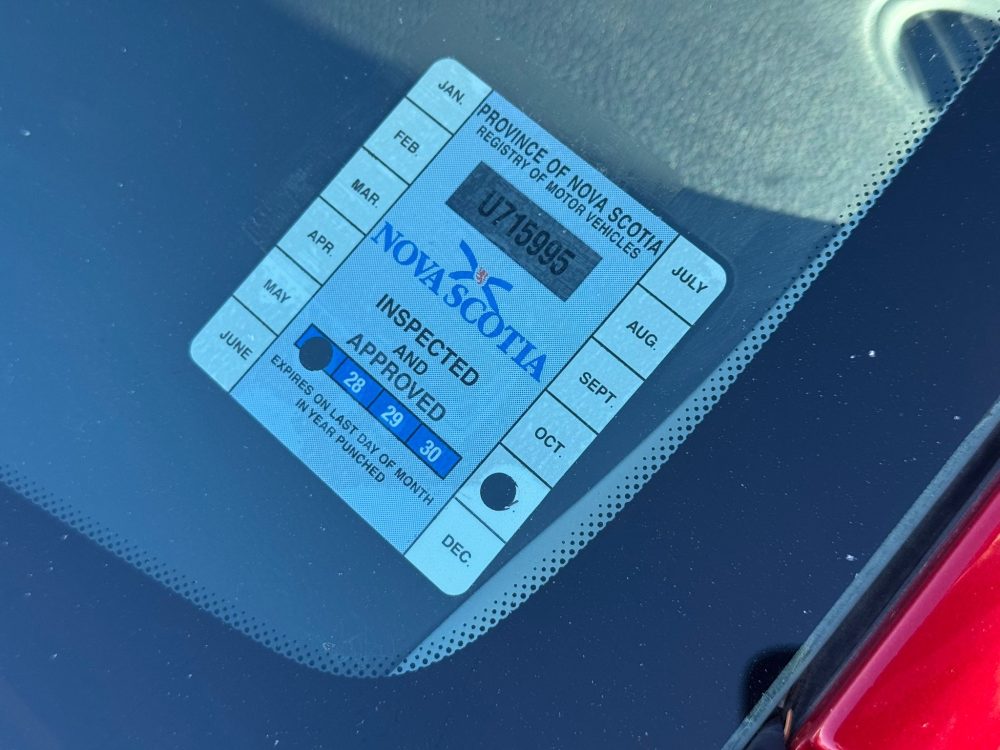 PROVINCE OF NOVA SCOTIA
REGISTRY OF MOTOR VEHICLES
U715995
NOVA SCOTIA
INSPECTED
AND
APPROVED
28 29 30
EXPIRES ON LAST DAY OF MONTH
IN YEAR PUNCHED
JAN.
FEB.
MAR.
APR.
MAY
JUNE
JULY
AUG.
SEPT.
OCT.
DEC.